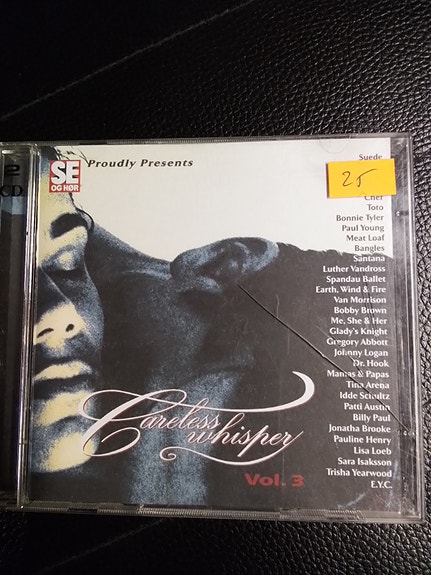 2
CD
SE
OG HØR
Proudly Presents
Suede
25
Cher
Toto
Bonnie Tyler
Paul Young
Meat Loaf
Bangles
Santana
Luther Vandross
Spandau Ballet
Earth, Wind & Fire
Van Morrison
Bobby Brown
Me, She & Her
Glady's Knight
Gregory Abbott
Johnny Logan
Dr. Hook
Mamas & Papas
Tina Arena
Idde Schultz
Patti Austin
Billy Paul
Jonatha Brooke
Pauline Henry
Lisa Loeb
Sara Isaksson
Trisha Yearwood
E.Y.C.
Careless
whisper
Vol. 3